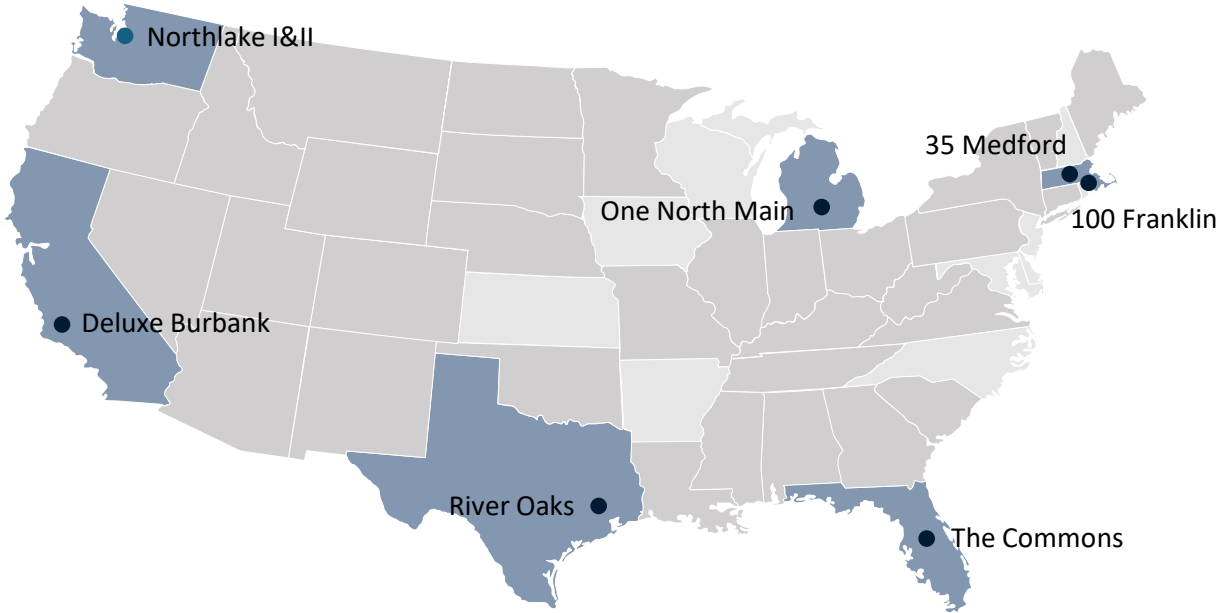 Northlake I&II
35 Medford
One North Main
100 Franklin
Deluxe Burbank
River Oaks
The Commons